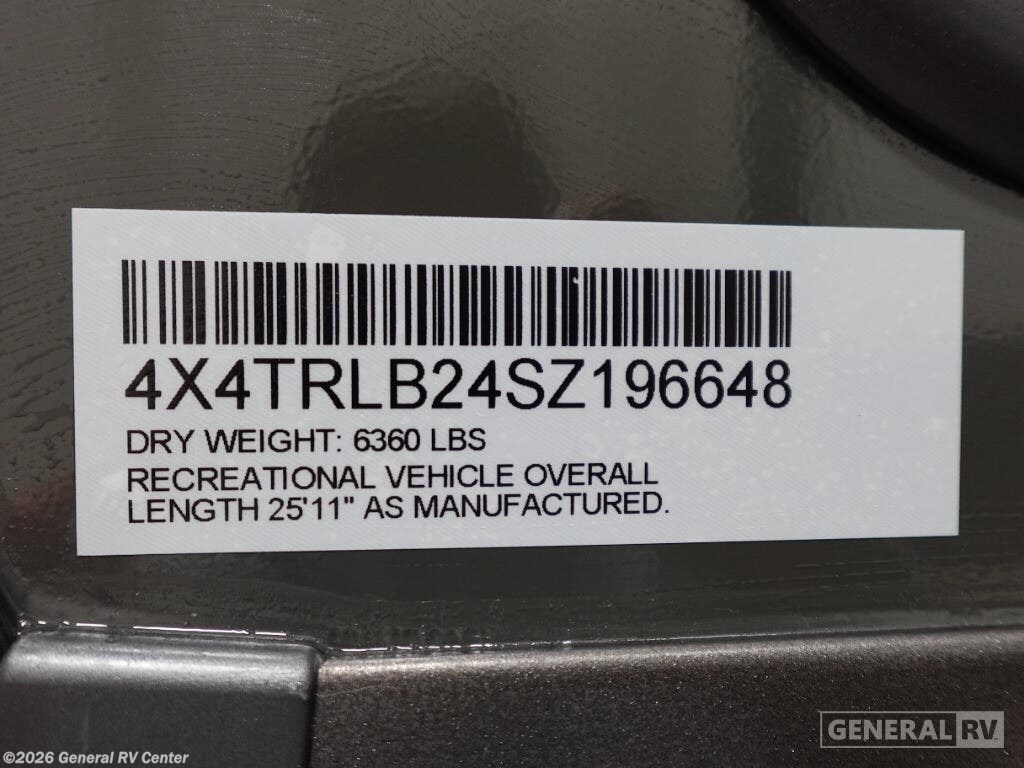 4X4TRLB24SZ196648
DRY WEIGHT: 6360 LBS
RECREATIONAL VEHICLE OVERALL
LENGTH 25'11" AS MANUFACTURED.
GENERAL RV
©2026 General RV Center